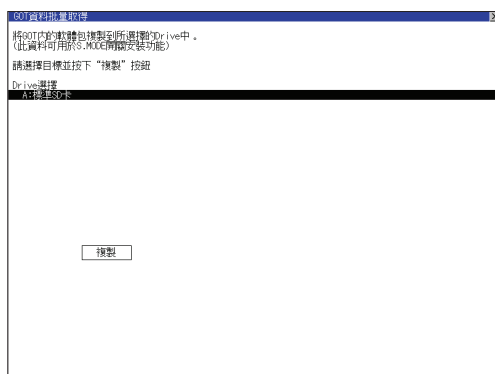 GOT資料批量取得
將GOT内的軟體包複製到所選擇的Drive中。
(此資料可用於S.MODE開關安裝功能)
請選擇目標並按下“複製”按鈕
Drive選擇
A:標準SD卡
複製